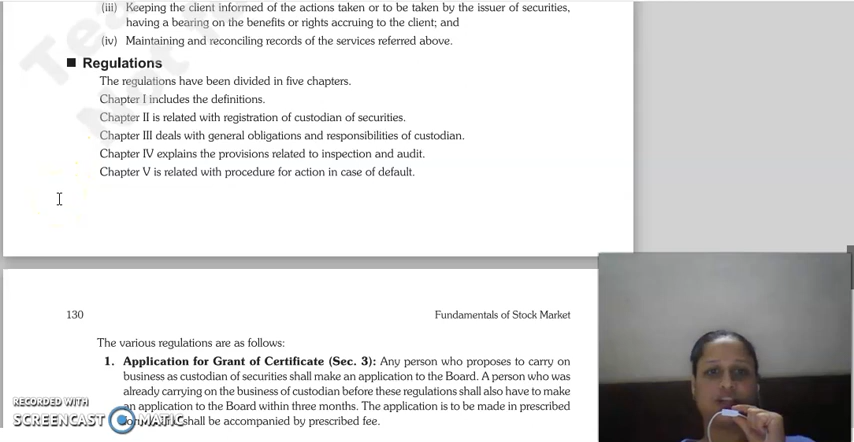 (iii) Keeping the client informed of the actions taken or to be taken by the issuer of securities,
having a bearing on the benefits or rights accruing to the client; and
(iv) Maintaining and reconciling records of the services referred above.
■ Regulations
The regulations have been divided in five chapters.
Chapter I includes the definitions.
Chapter II is related with registration of custodian of securities.
Chapter III deals with general obligations and responsibilities of custodian.
Chapter IV explains the provisions related to inspection and audit.
Chapter V is related with procedure for action in case of default.
130 Fundamentals of Stock Market
The various regulations are as follows:
1. Application for Grant of Certificate (Sec. 3): Any person who proposes to carry on
business as custodian of securities shall make an application to the Board. A person who was
already carrying on the business of custodian before these regulations shall also have to make
an application to the Board within three months. The application is to be made in prescribed
shall be accompanied by prescribed fee.
RECORDED WITH
SCREENCAST MATIC